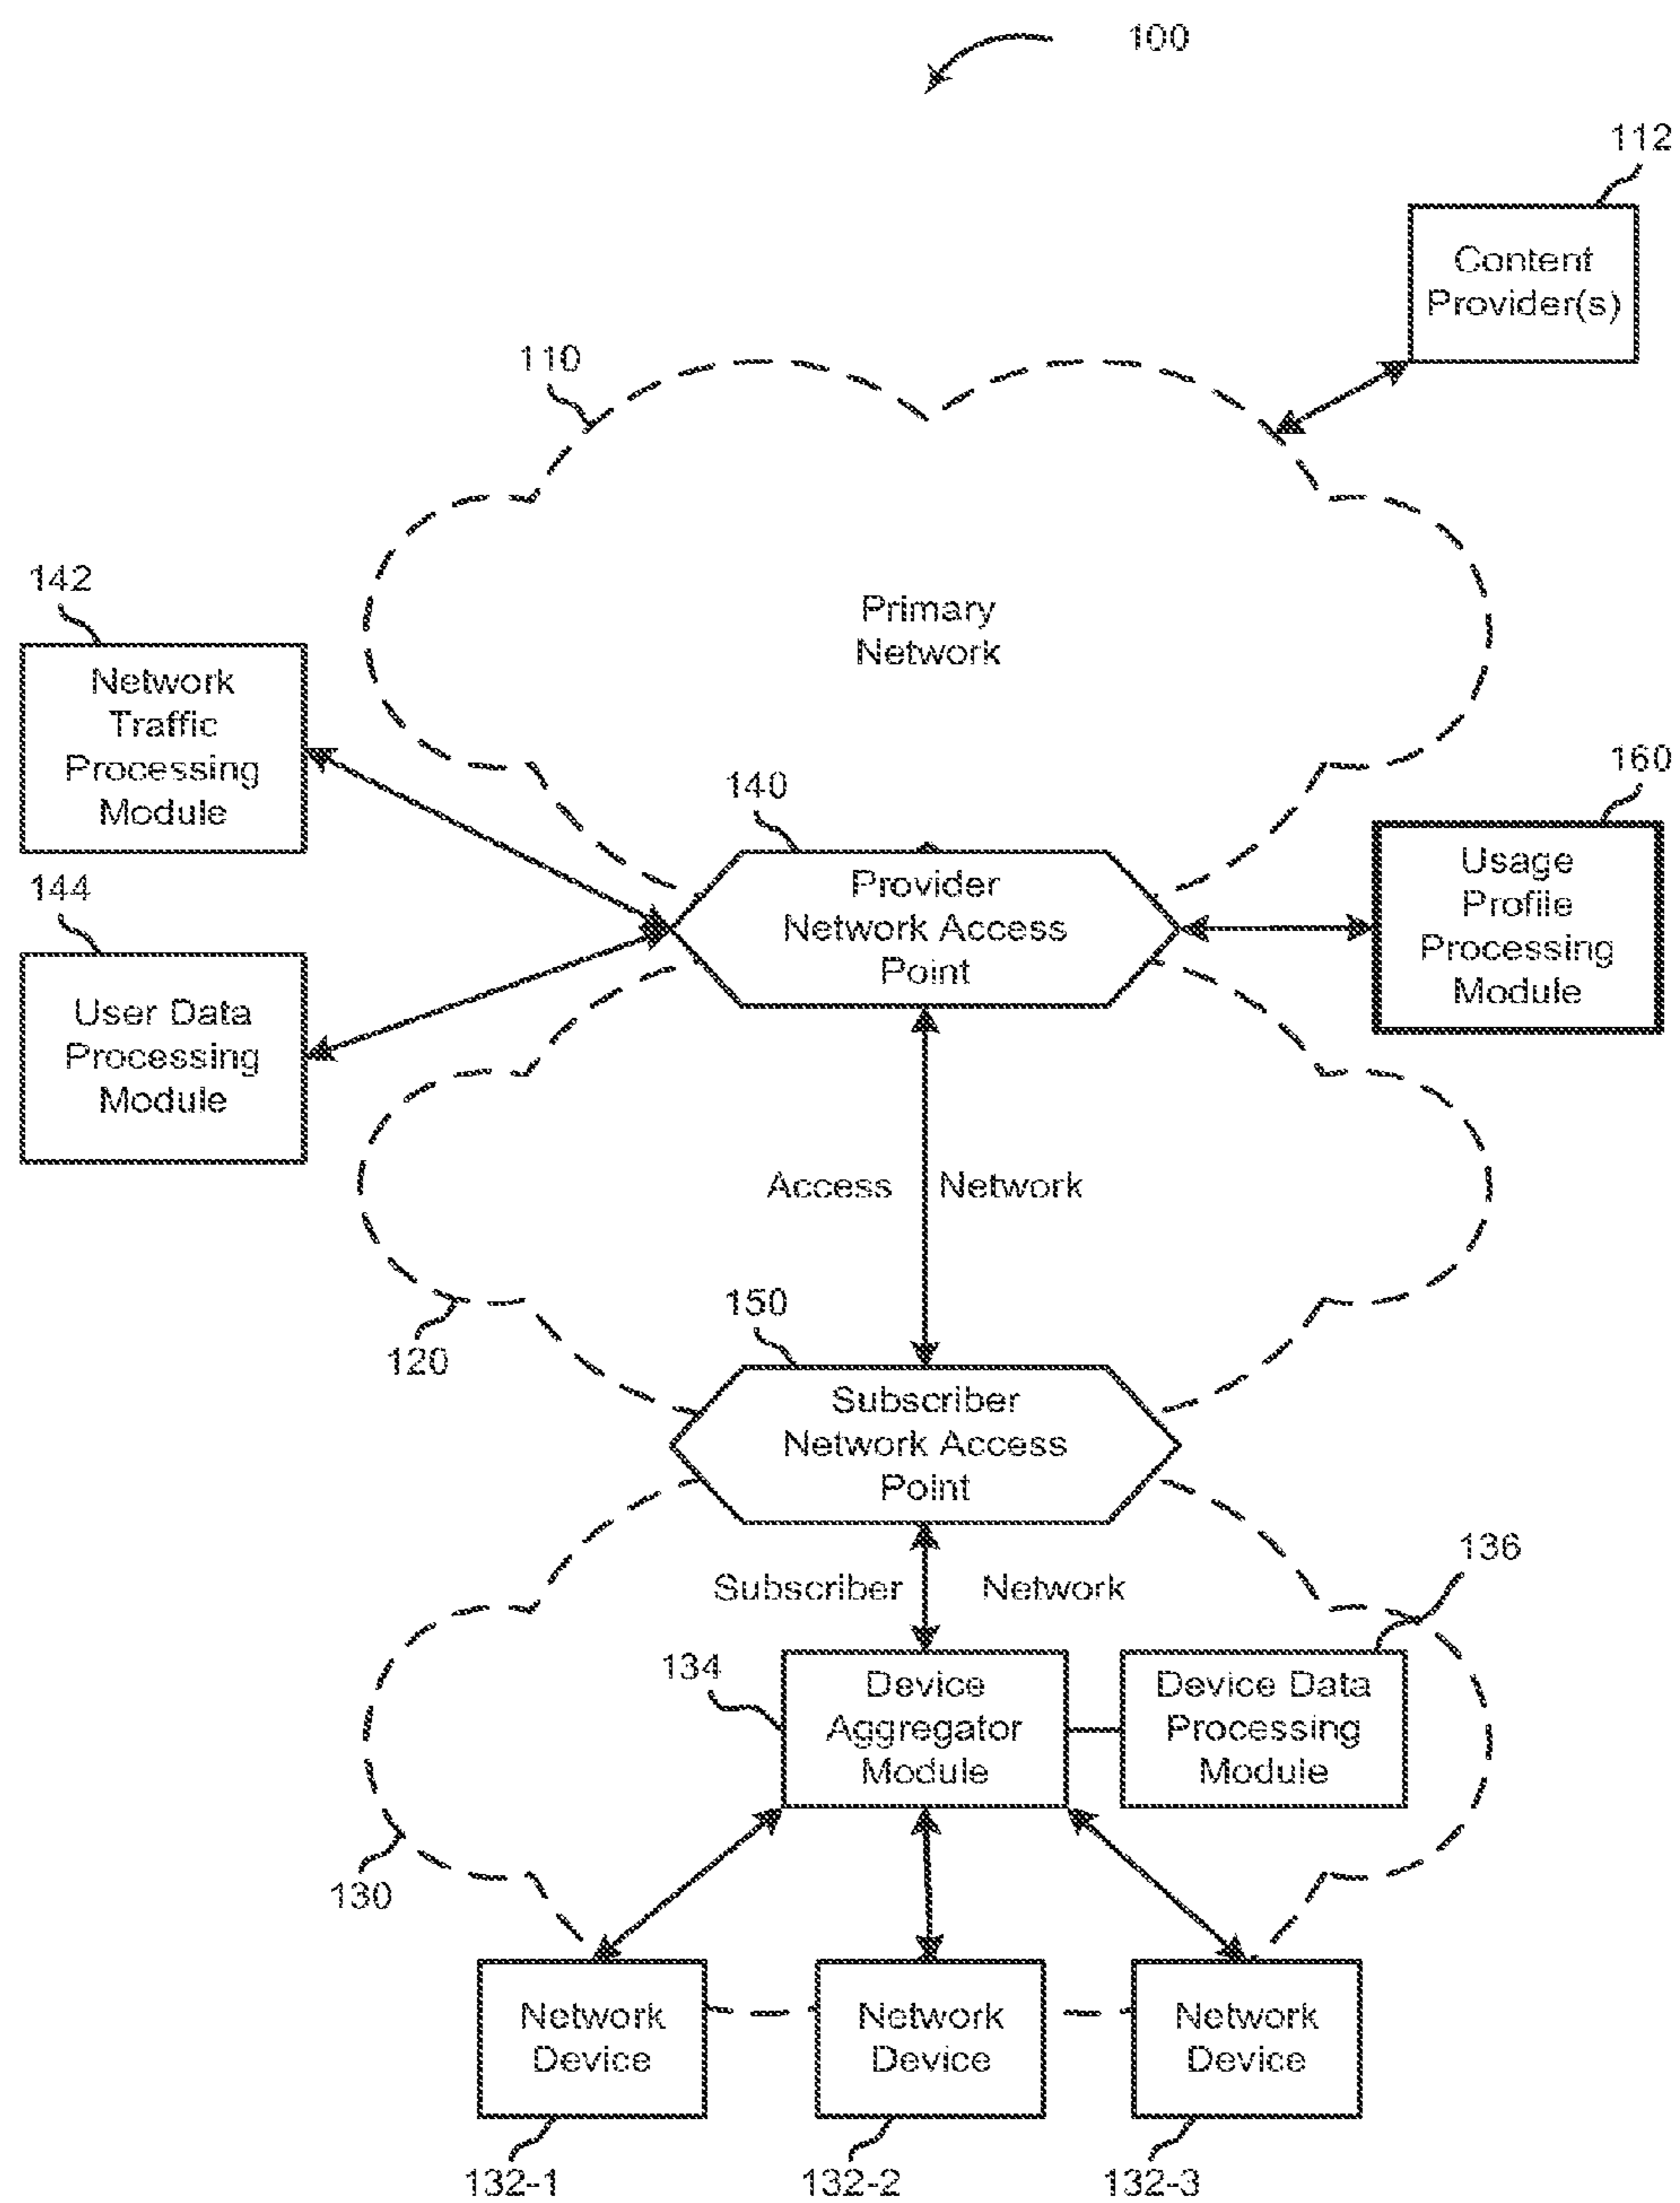 100
112
Content
Provider(s)
110
Primary
Network
142
Network
Traffic
Processing
Module
140
Provider
Network Access
Point
160
Usage
Profile
Processing
Module
144
User Data
Processing
Module
Access Network
120
150
Subscriber
Network Access
Point
Subscriber Network
136
134
Device
Aggregator
Module
Device Data
Processing
Module
130
Network
Device
Network
Device
Network
Device
132-1
132-2
132-3